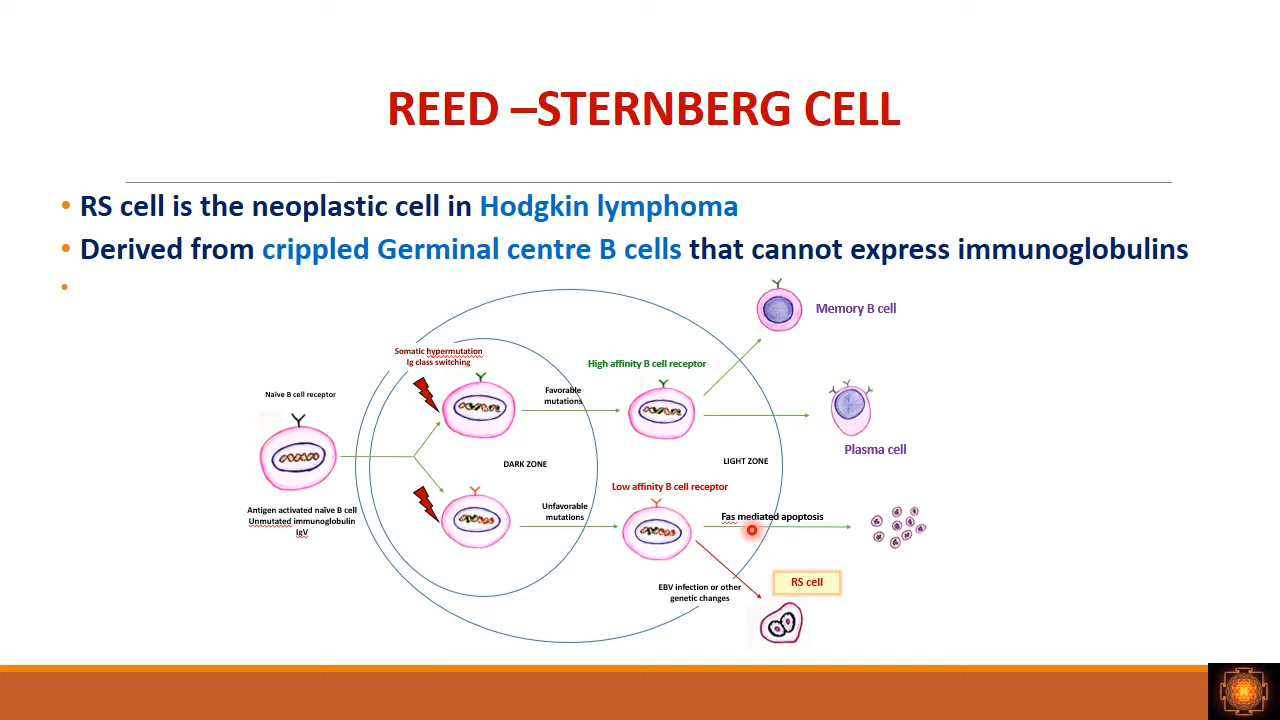 REED –STERNBERG CELL
• RS cell is the neoplastic cell in Hodgkin lymphoma
• Derived from crippled Germinal centre B cells that cannot express immunoglobulins
•
Memory B cell
Somatic hypermutation
Ig class switching
High affinity B cell receptor
Naïve B cell receptor
Favorable
mutations
Plasma cell
DARK ZONE
LIGHT ZONE
Low affinity B cell receptor
Antigen activated naïve B cell
Unmutated immunoglobulin
IgV
Unfavorable
mutations
Fas mediated apoptosis
EBV infection or other
genetic changes
RS cell